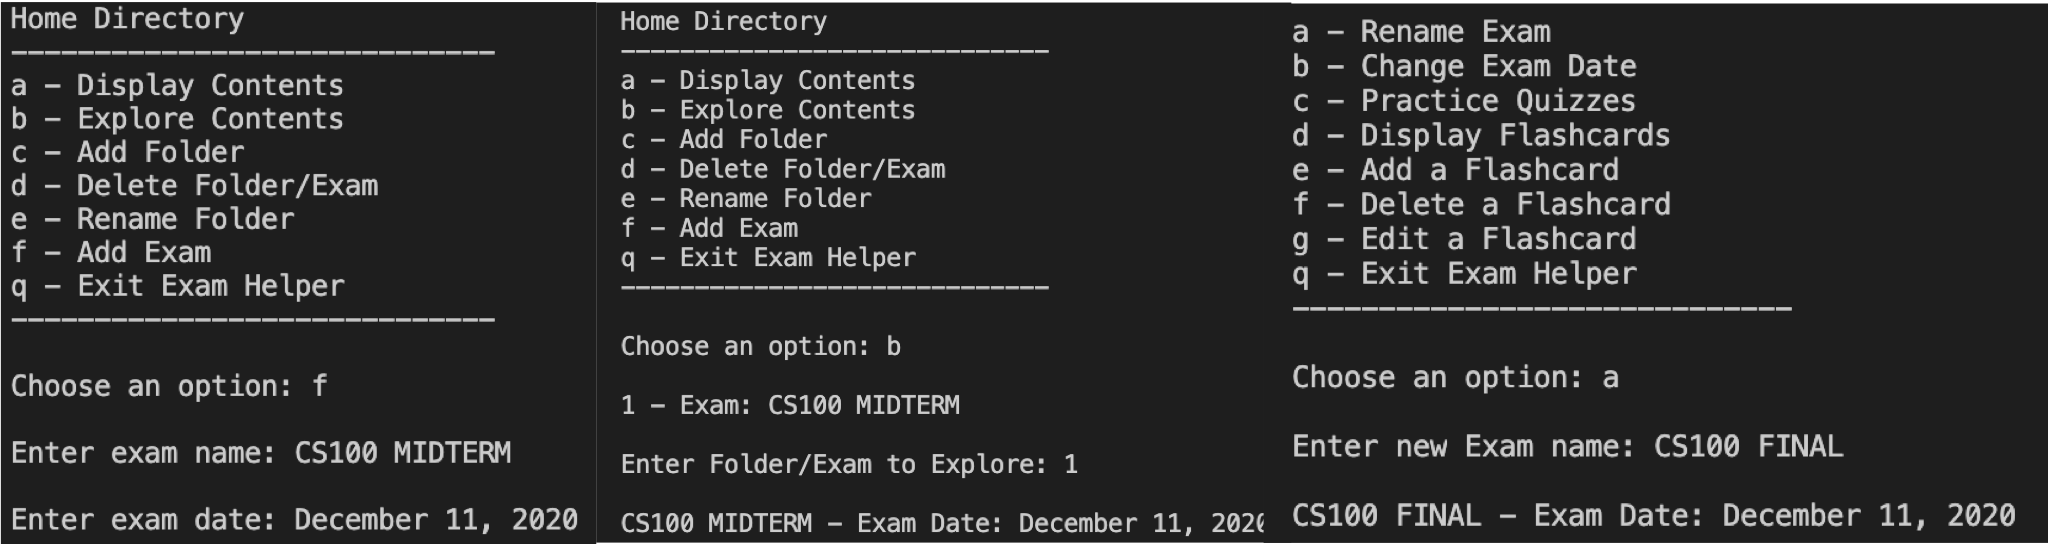 Home Directory
-----------------------------
a - Display Contents
b - Explore Contents
c - Add Folder
d - Delete Folder/Exam
e - Rename Folder
f - Add Exam
q - Exit Exam Helper
-----------------------------
Choose an option: f
Enter exam name: CS100 MIDTERM
Enter exam date: December 11, 2020
Home Directory
-----------------------------
a - Display Contents
b - Explore Contents
c - Add Folder
d - Delete Folder/Exam
e - Rename Folder
f - Add Exam
q - Exit Exam Helper
-----------------------------
Choose an option: b
1 - Exam: CS100 MIDTERM
Enter Folder/Exam to Explore: 1
CS100 MIDTERM - Exam Date: December 11, 2020
a - Rename Exam
b - Change Exam Date
c - Practice Quizzes
d - Display Flashcards
e - Add a Flashcard
f - Delete a Flashcard
g - Edit a Flashcard
q - Exit Exam Helper
-----------------------------
Choose an option: a
Enter new Exam name: CS100 FINAL
CS100 FINAL - Exam Date: December 11, 2020